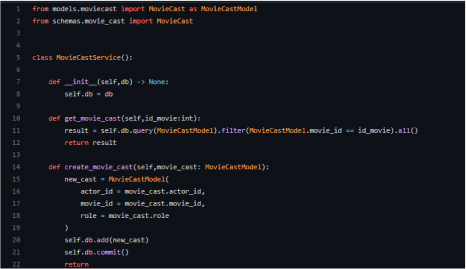 1 from models.moviecast import MovieCast as MovieCastModel
2 from schemas.movie_cast import MovieCast
3
4
5 class MovieCastService():
6
7 def __init__(self,db) -> None:
8 self.db = db
9
10 def get_movie_cast(self,id_movie:int):
11 result = self.db.query(MovieCastModel).filter(MovieCastModel.movie_id == id_movie).all()
12 return result
13
14 def create_movie_cast(self,movie_cast: MovieCastModel):
15 new_cast = MovieCastModel(
16 actor_id = movie_cast.actor_id,
17 movie_id = movie_cast.movie_id,
18 role = movie_cast.role
19 )
20 self.db.add(new_cast)
21 self.db.commit()
22 return